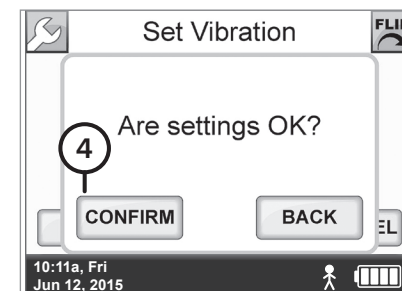 Set Vibration
FLI
Are settings OK?
4
CONFIRM
BACK
EL
10:11a, Fri
Jun 12, 2015